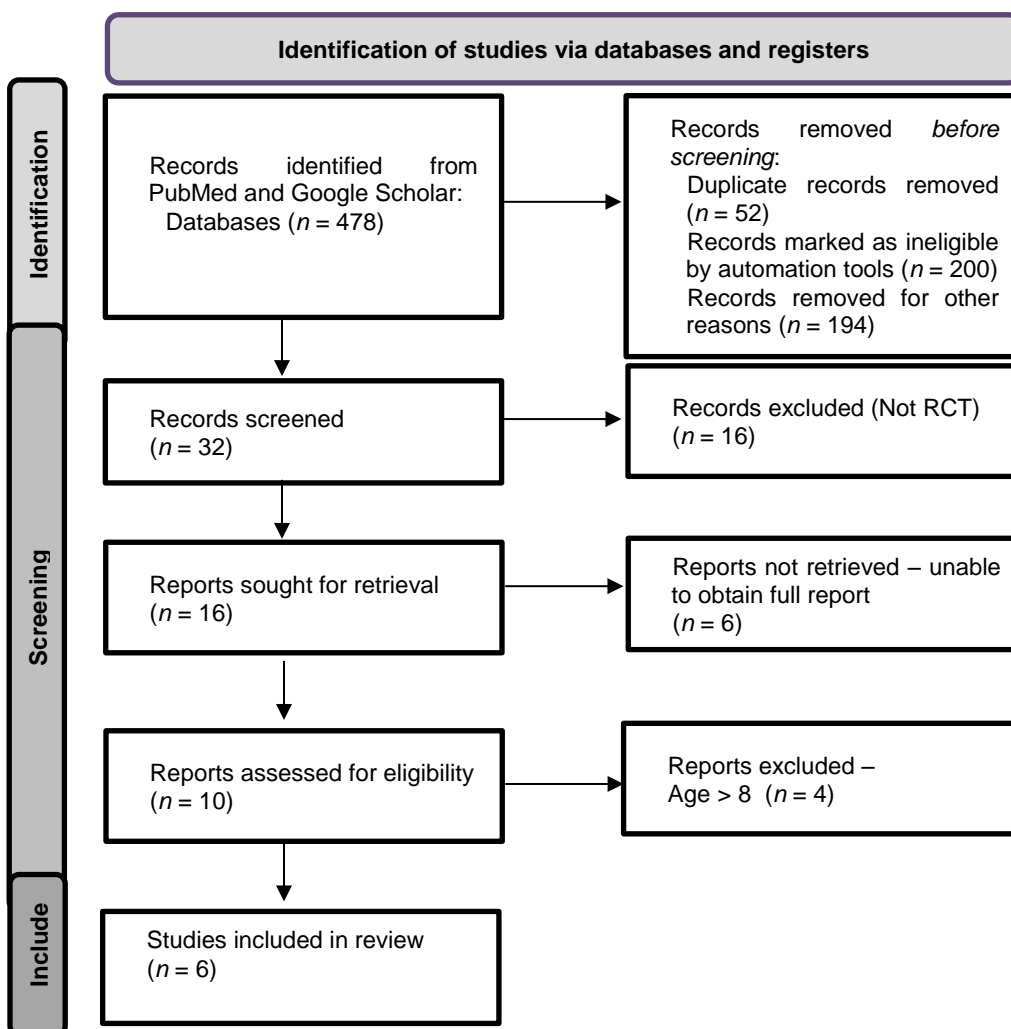 Identification of studies via databases and registers
Identification
Records identified from
PubMed and Google Scholar:
Databases (n = 478)
Records removed before
screening:
Duplicate records removed
(n = 52)
Records marked as ineligible
by automation tools (n = 200)
Records removed for other
reasons (n = 194)
Screening
Records screened
(n = 32)
Records excluded (Not RCT)
(n = 16)
Reports sought for retrieval
(n = 16)
Reports not retrieved – unable
to obtain full report
(n = 6)
Reports assessed for eligibility
(n = 10)
Reports excluded –
Age > 8 (n = 4)
Include
Studies included in review
(n = 6)